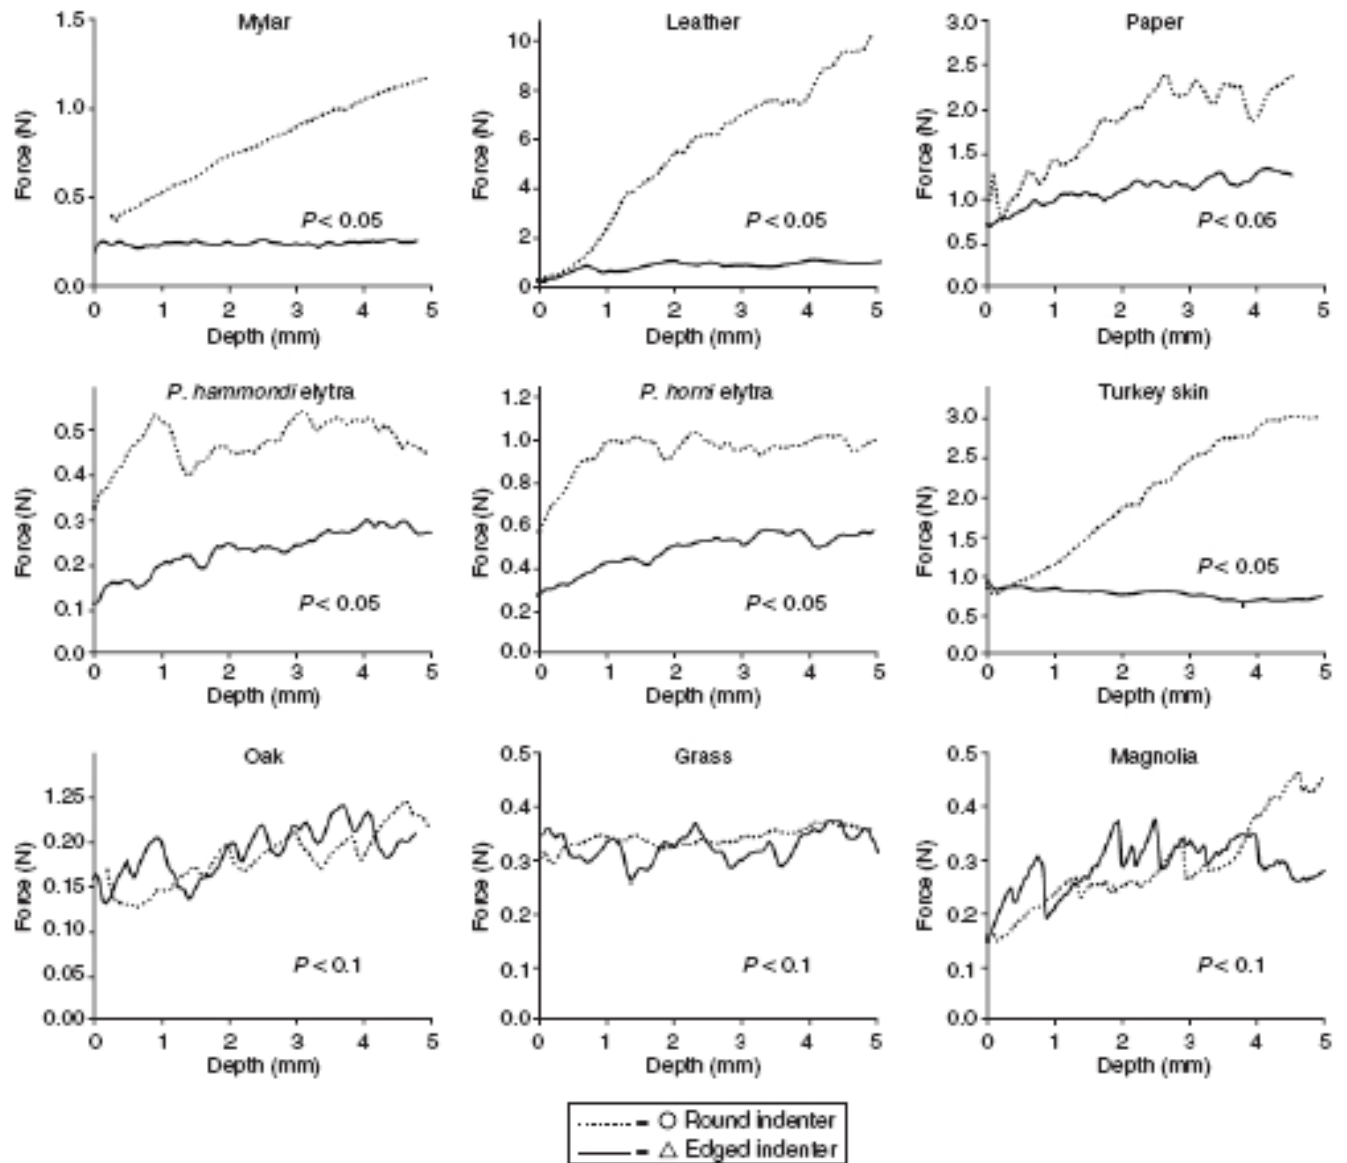 Mylar
1.5
1.0
0.5
0.0
Force (N)
P < 0.05
0 1 2 3 4 5
Depth (mm)
Leather
10
8
6
4
2
0
Force (N)
P < 0.05
0 1 2 3 4 5
Depth (mm)
Paper
3.0
2.5
2.0
1.5
1.0
0.5
0.0
Force (N)
P < 0.05
0 1 2 3 4 5
Depth (mm)
P. hammondi elytra
0.5
0.4
0.3
0.2
0.1
0.0
Force (N)
P < 0.05
0 1 2 3 4 5
Depth (mm)
P. horni elytra
1.2
1.0
0.8
0.6
0.4
0.2
0.0
Force (N)
P < 0.05
0 1 2 3 4 5
Depth (mm)
Turkey skin
3.0
2.5
2.0
1.5
1.0
0.5
0.0
Force (N)
P < 0.05
0 1 2 3 4 5
Depth (mm)
Oak
1.25
0.20
0.15
0.10
0.05
0.00
Force (N)
P < 0.1
0 1 2 3 4 5
Depth (mm)
Grass
0.5
0.4
0.3
0.2
0.1
0.0
Force (N)
P < 0.1
0 1 2 3 4 5
Depth (mm)
Magnolia
0.5
0.4
0.3
0.2
0.1
0.0
Force (N)
P < 0.1
0 1 2 3 4 5
Depth (mm)
= ○ Round indenter
= △ Edged indenter